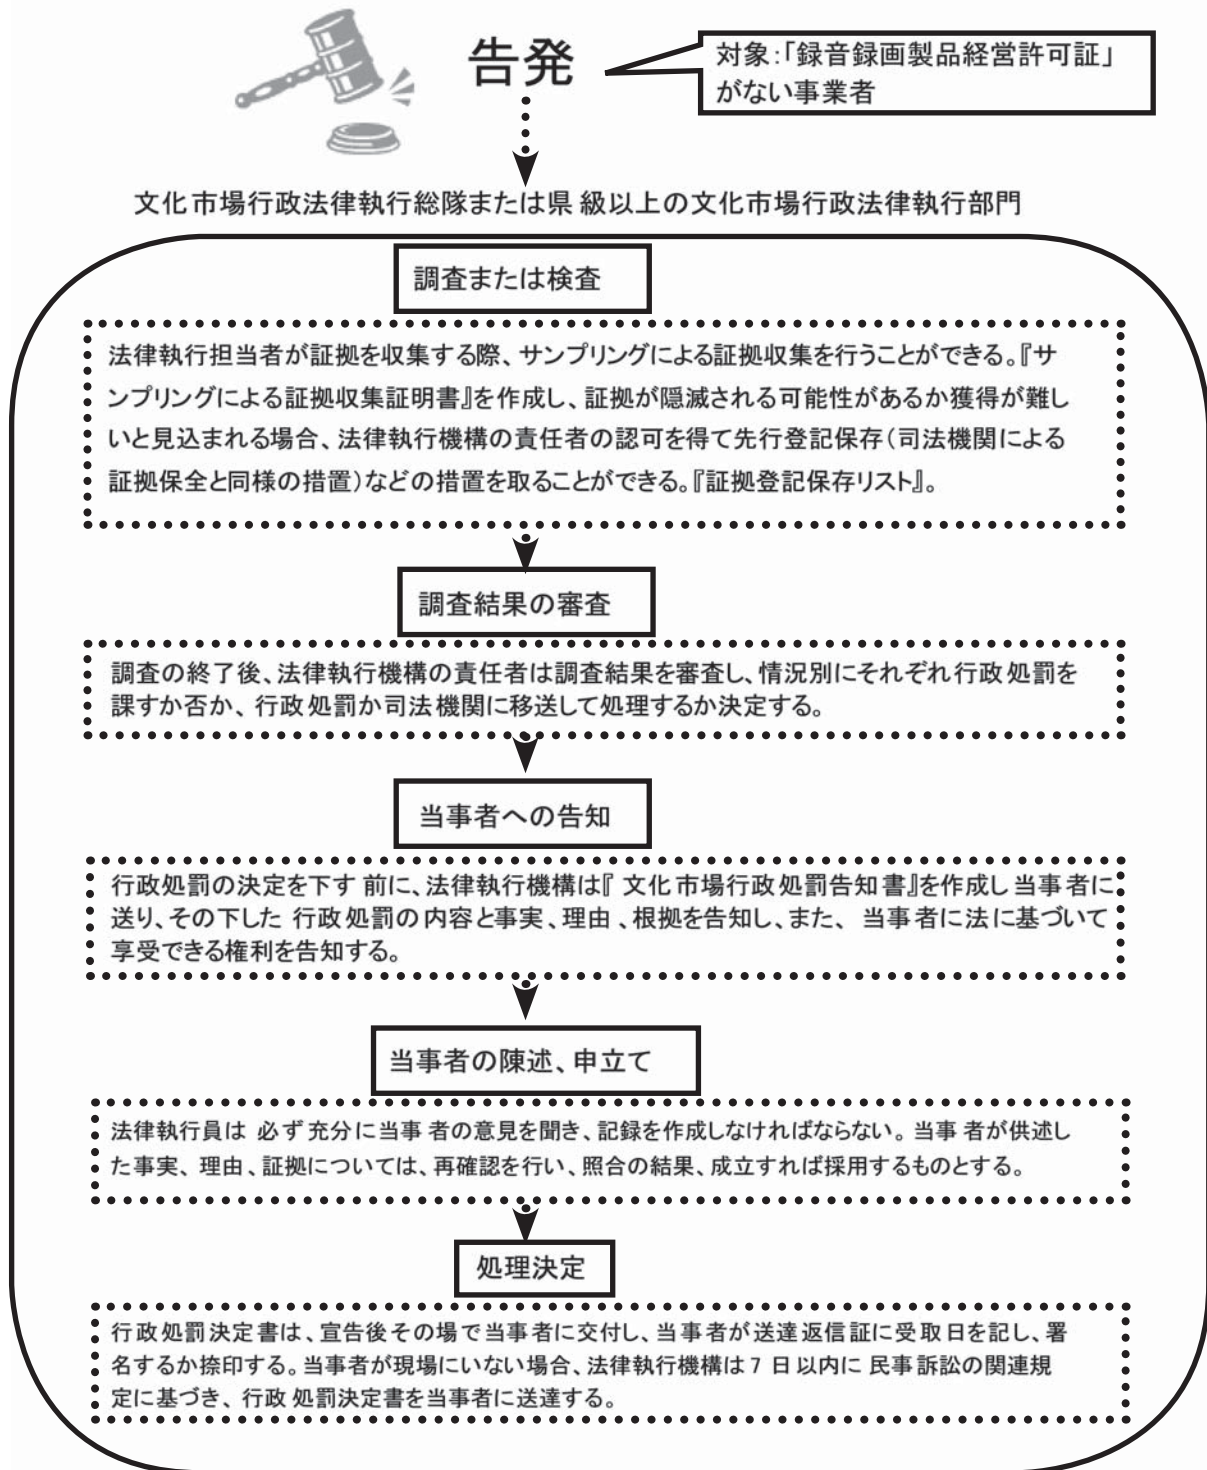 告発
対象:「録音録画製品経営許可証」
がない事業者
文化市場行政法律執行総隊または県級以上の文化市場行政法律執行部門
調査または検査
法律執行担当者が証拠を収集する際、サンプリングによる証拠収集を行うことができる。『サ
ンプリングによる証拠収集証明書』を作成し、証拠が隠滅される可能性があるか獲得が難し
いと見込まれる場合、法律執行機構の責任者の認可を得て先行登記保存(司法機関による
証拠保全と同様の措置)などの措置を取ることができる。『証拠登記保存リスト』。
調査結果の審査
調査の終了後、法律執行機構の責任者は調査結果を審査し、情況別にそれぞれ行政処罰を
課すか否か、行政処罰か司法機関に移送して処理するか決定する。
当事者への告知
行政処罰の決定を下す前に、法律執行機構は『文化市場行政処罰告知書』を作成し当事者に
送り、その下した行政処罰の内容と事実、理由、根拠を告知し、また、当事者に法に基づいて
享受できる権利を告知する。
当事者の陳述、申立て
法律執行員は必ず充分に当事者の意見を聞き、記録を作成しなければならない。当事者が供述し
た事実、理由、証拠については、再確認を行い、照合の結果、成立すれば採用するものとする。
処理決定
行政処罰決定書は、宣告後その場で当事者に交付し、当事者が送達返信証に受取日を記し、署
名するか捺印する。当事者が現場にいない場合、法律執行機構は7日以内に民事訴訟の関連規
定に基づき、行政処罰決定書を当事者に送達する。